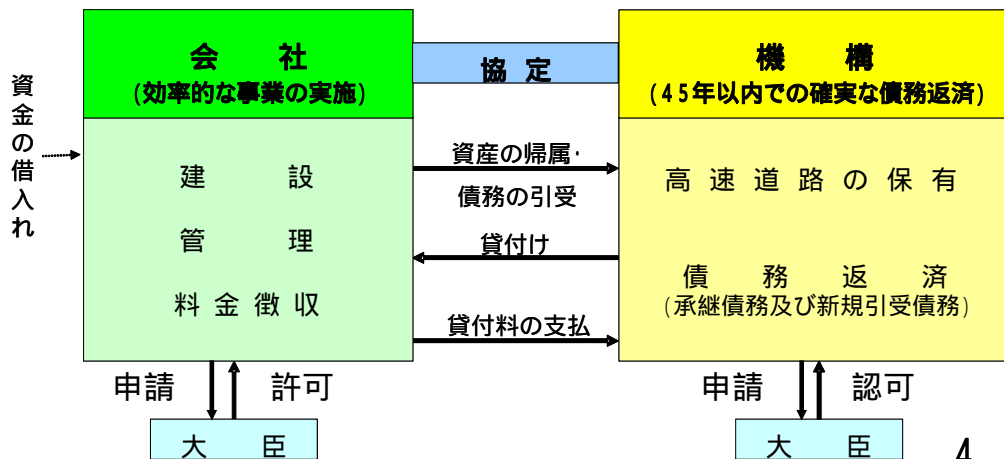 資金の借入れ
会社
(効率的な事業の実施)
建設
管理
料金徴収
協定
資産の帰属・
債務の引受
貸付け
貸付料の支払
機構
(45年以内での確実な債務返済)
高速道路の保有
債務返済
(承継債務及び新規引受債務)
申請
許可
大臣
申請
認可
大臣
4